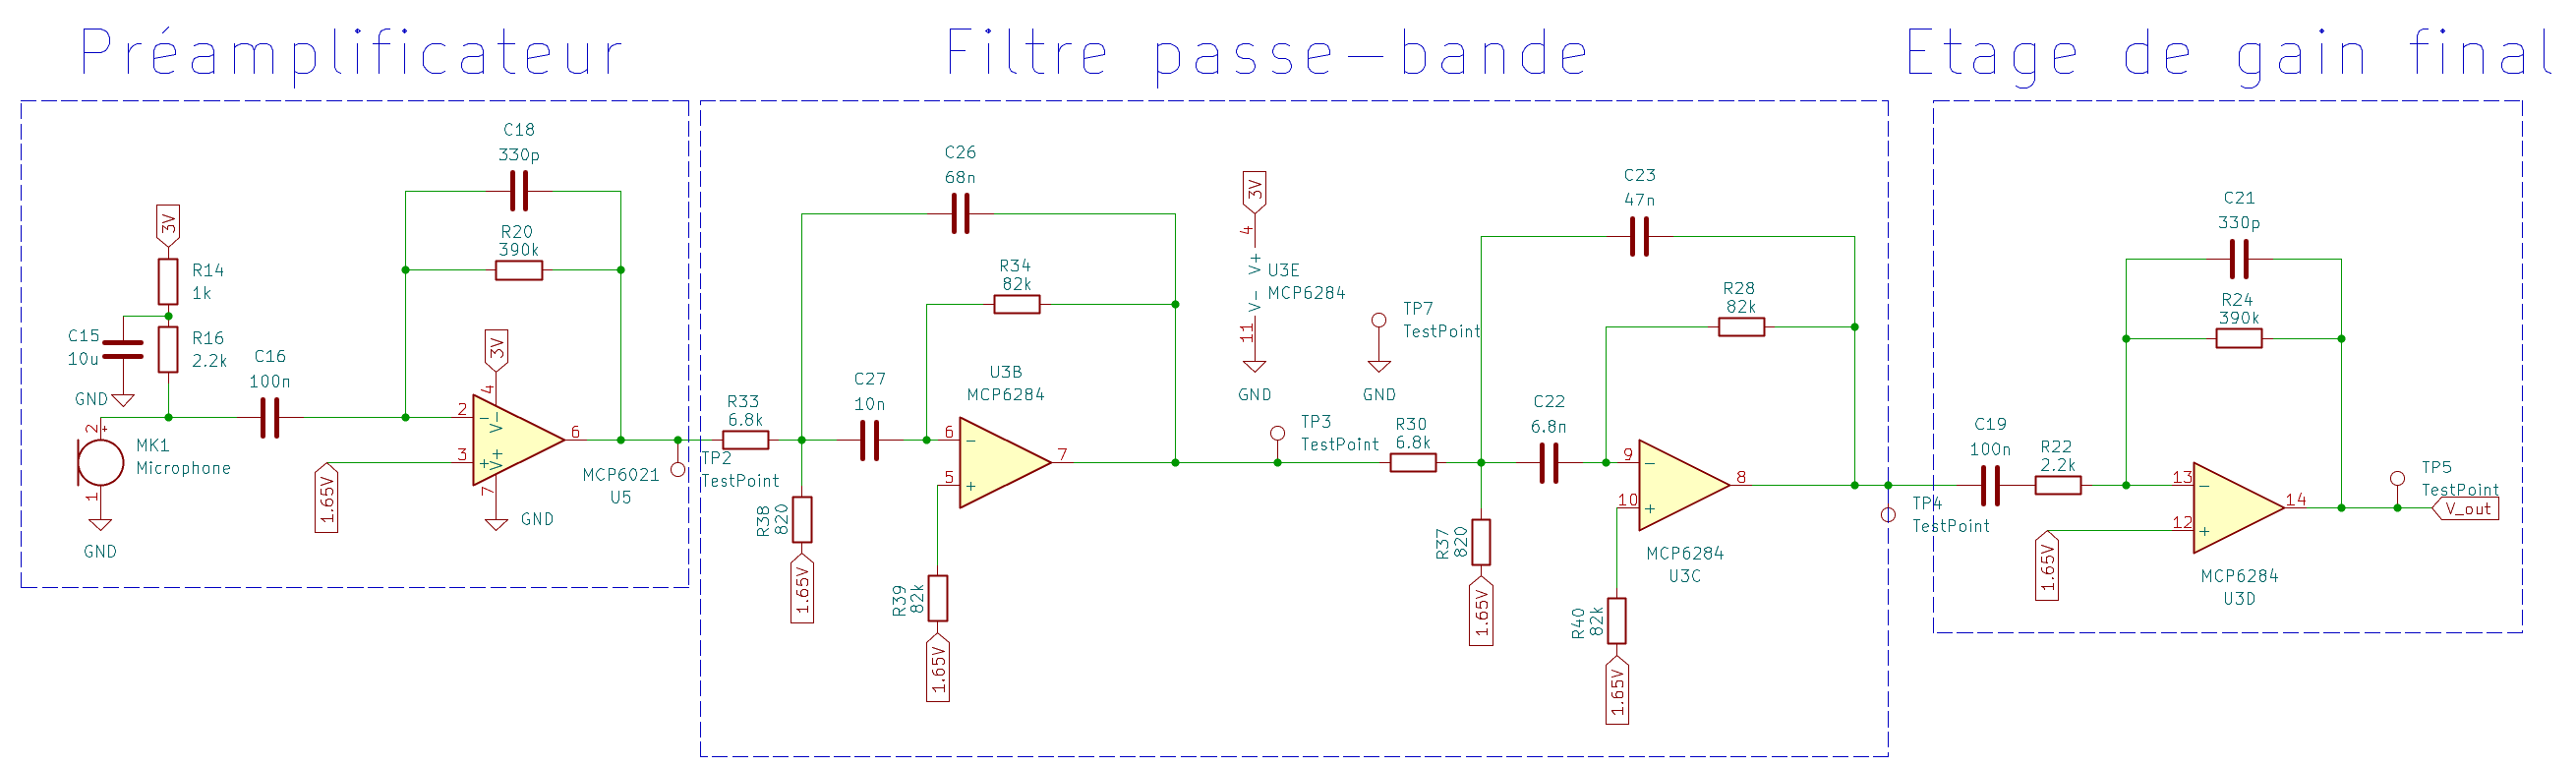 Préamplificateur
Filtre passe-bande
Etage de gain final
C18
330p
R20
390k
3V
R14
1k
C15
10u
R16
2.2k
GND
C16
100n
3V
4
2
-
V-
6
3
+
V+
7
MK1
Microphone
2
+
1
GND
1.65V
GND
MCP6021
U5
TP2
TestPoint
C26
68n
R34
82k
R33
6.8k
C27
10n
U3B
MCP6284
6
-
7
5
+
R38
820
1.65V
R39
82k
1.65V
3V
4
V+
U3E
MCP6284
V-
11
GND
TP7
TestPoint
GND
TP3
TestPoint
C23
47n
R28
82k
R30
6.8k
C22
6.8n
9
-
8
10
+
MCP6284
U3C
R37
820
1.65V
R40
82k
1.65V
TP4
TestPoint
C21
330p
R24
390k
C19
100n
R22
2.2k
13
-
14
12
+
1.65V
MCP6284
U3D
TP5
TestPoint
V_out